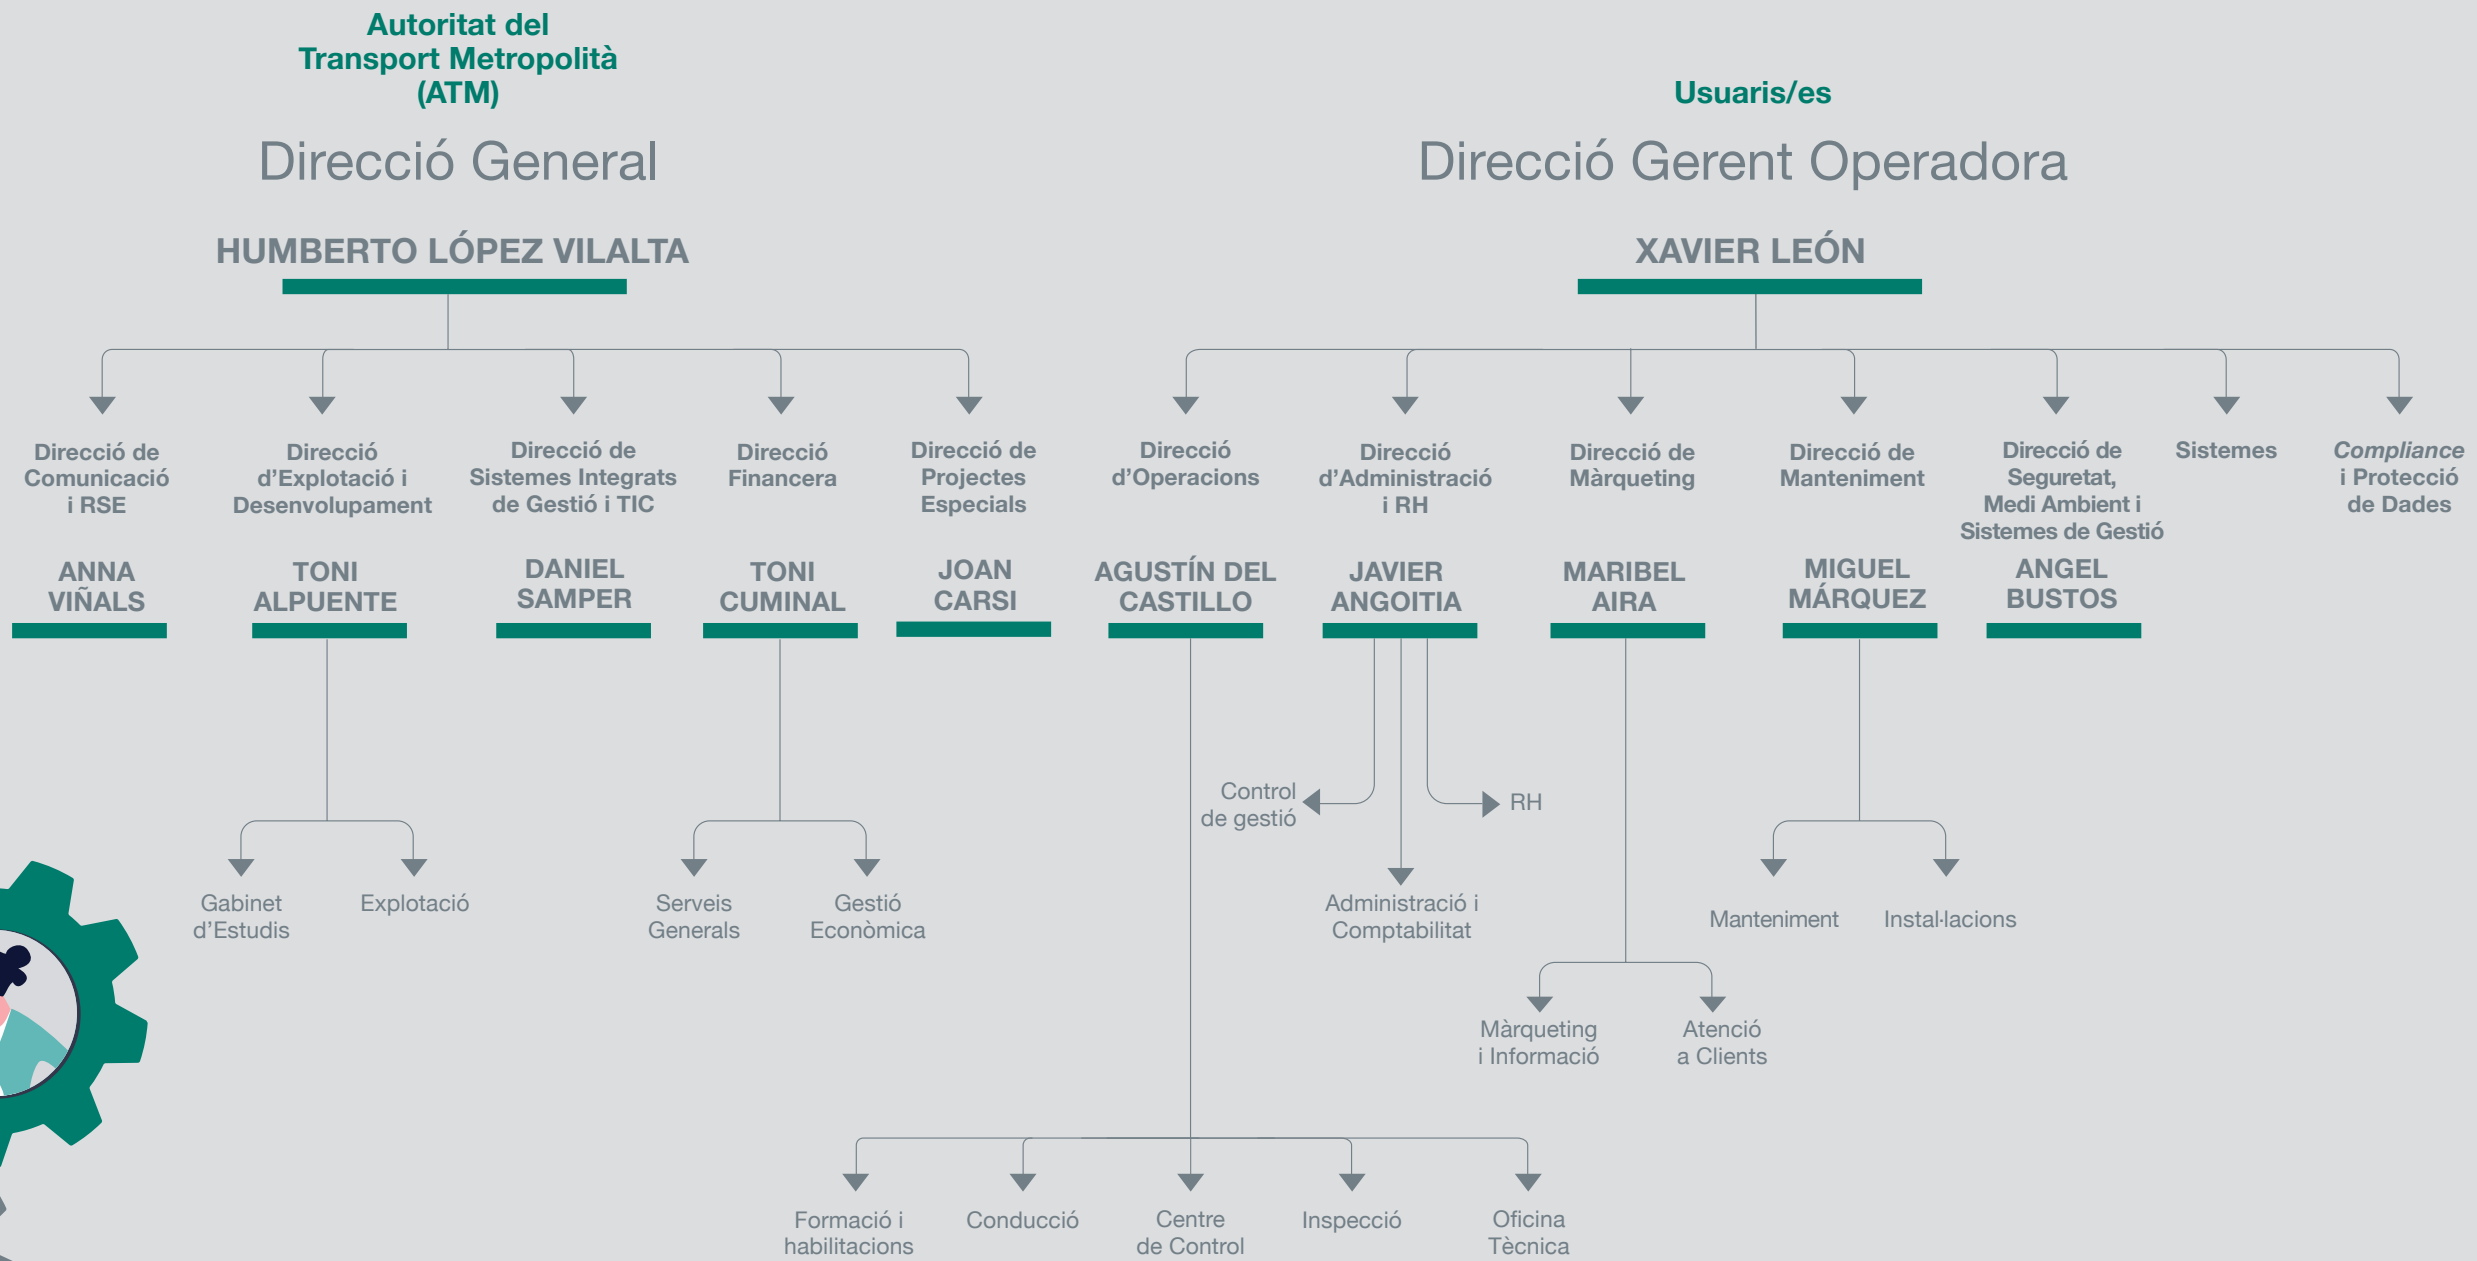 Autoritat del
Transport Metropolità
(ATM)
Direcció General
HUMBERTO LÓPEZ VILALTA
Direcció de
Comunicació
i RSE
ANNA
VIÑALS
Direcció
d’Explotació i
Desenvolupament
TONI
ALPUENTE
Direcció de
Sistemes Integrats
de Gestió i TIC
DANIEL
SAMPER
Direcció
Financera
TONI
CUMINAL
Direcció de
Projectes
Especials
JOAN
CARSI
Gabinet
d’Estudis
Explotació
Serveis
Generals
Gestió
Econòmica
Usuaris/es
Direcció Gerent Operadora
XAVIER LEÓN
Direcció
d’Operacions
AGUSTÍN DEL
CASTILLO
Direcció
d’Administració
i RH
JAVIER
ANGOITIA
Direcció de
Màrqueting
MARIBEL
AIRA
Direcció de
Manteniment
MIGUEL
MÁRQUEZ
Direcció de
Seguretat,
Medi Ambient i
Sistemes de Gestió
ANGEL
BUSTOS
Sistemes
Compliance
i Protecció
de Dades
Control
de gestió
RH
Administració i
Comptabilitat
Manteniment
Instal·lacions
Màrqueting
i Informació
Atenció
a Clients
Formació i
habilitacions
Conducció
Centre
de Control
Inspecció
Oficina
Tècnica